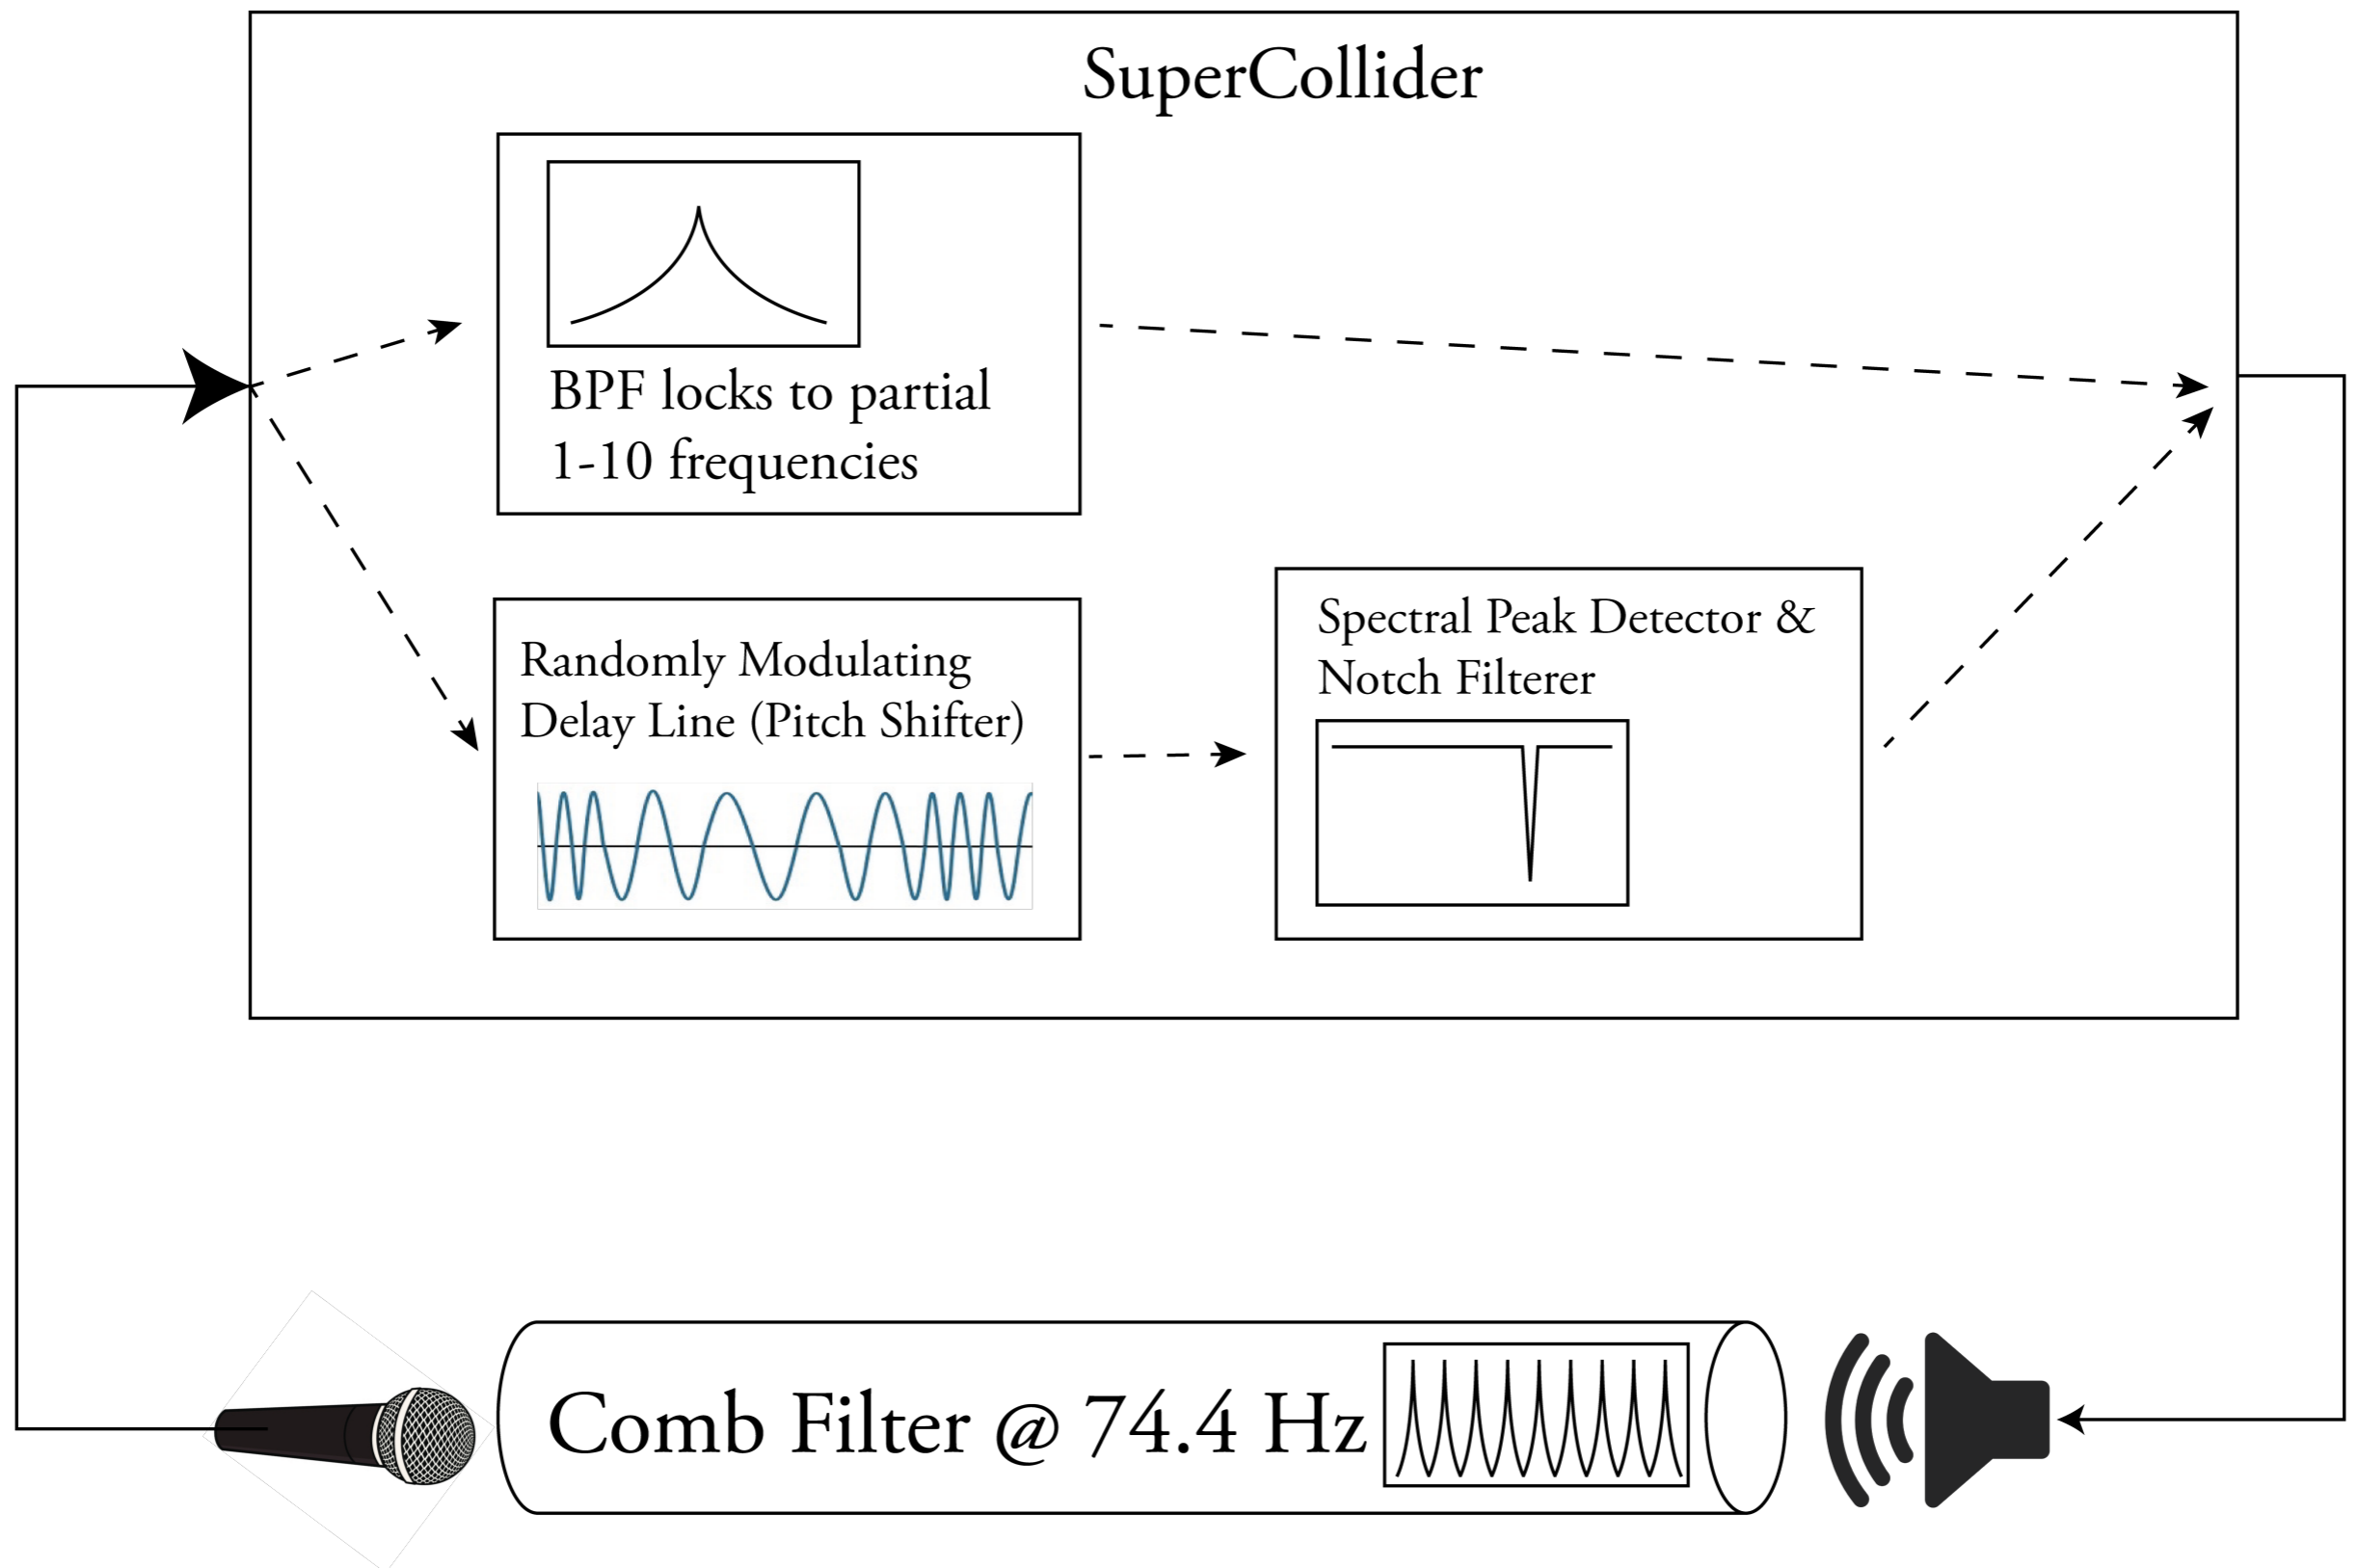 SuperCollider
BPF locks to partial
1-10 frequencies
Randomly Modulating
Delay Line (Pitch Shifter)
Spectral Peak Detector &
Notch Filterer
Comb Filter @ 74.4 Hz